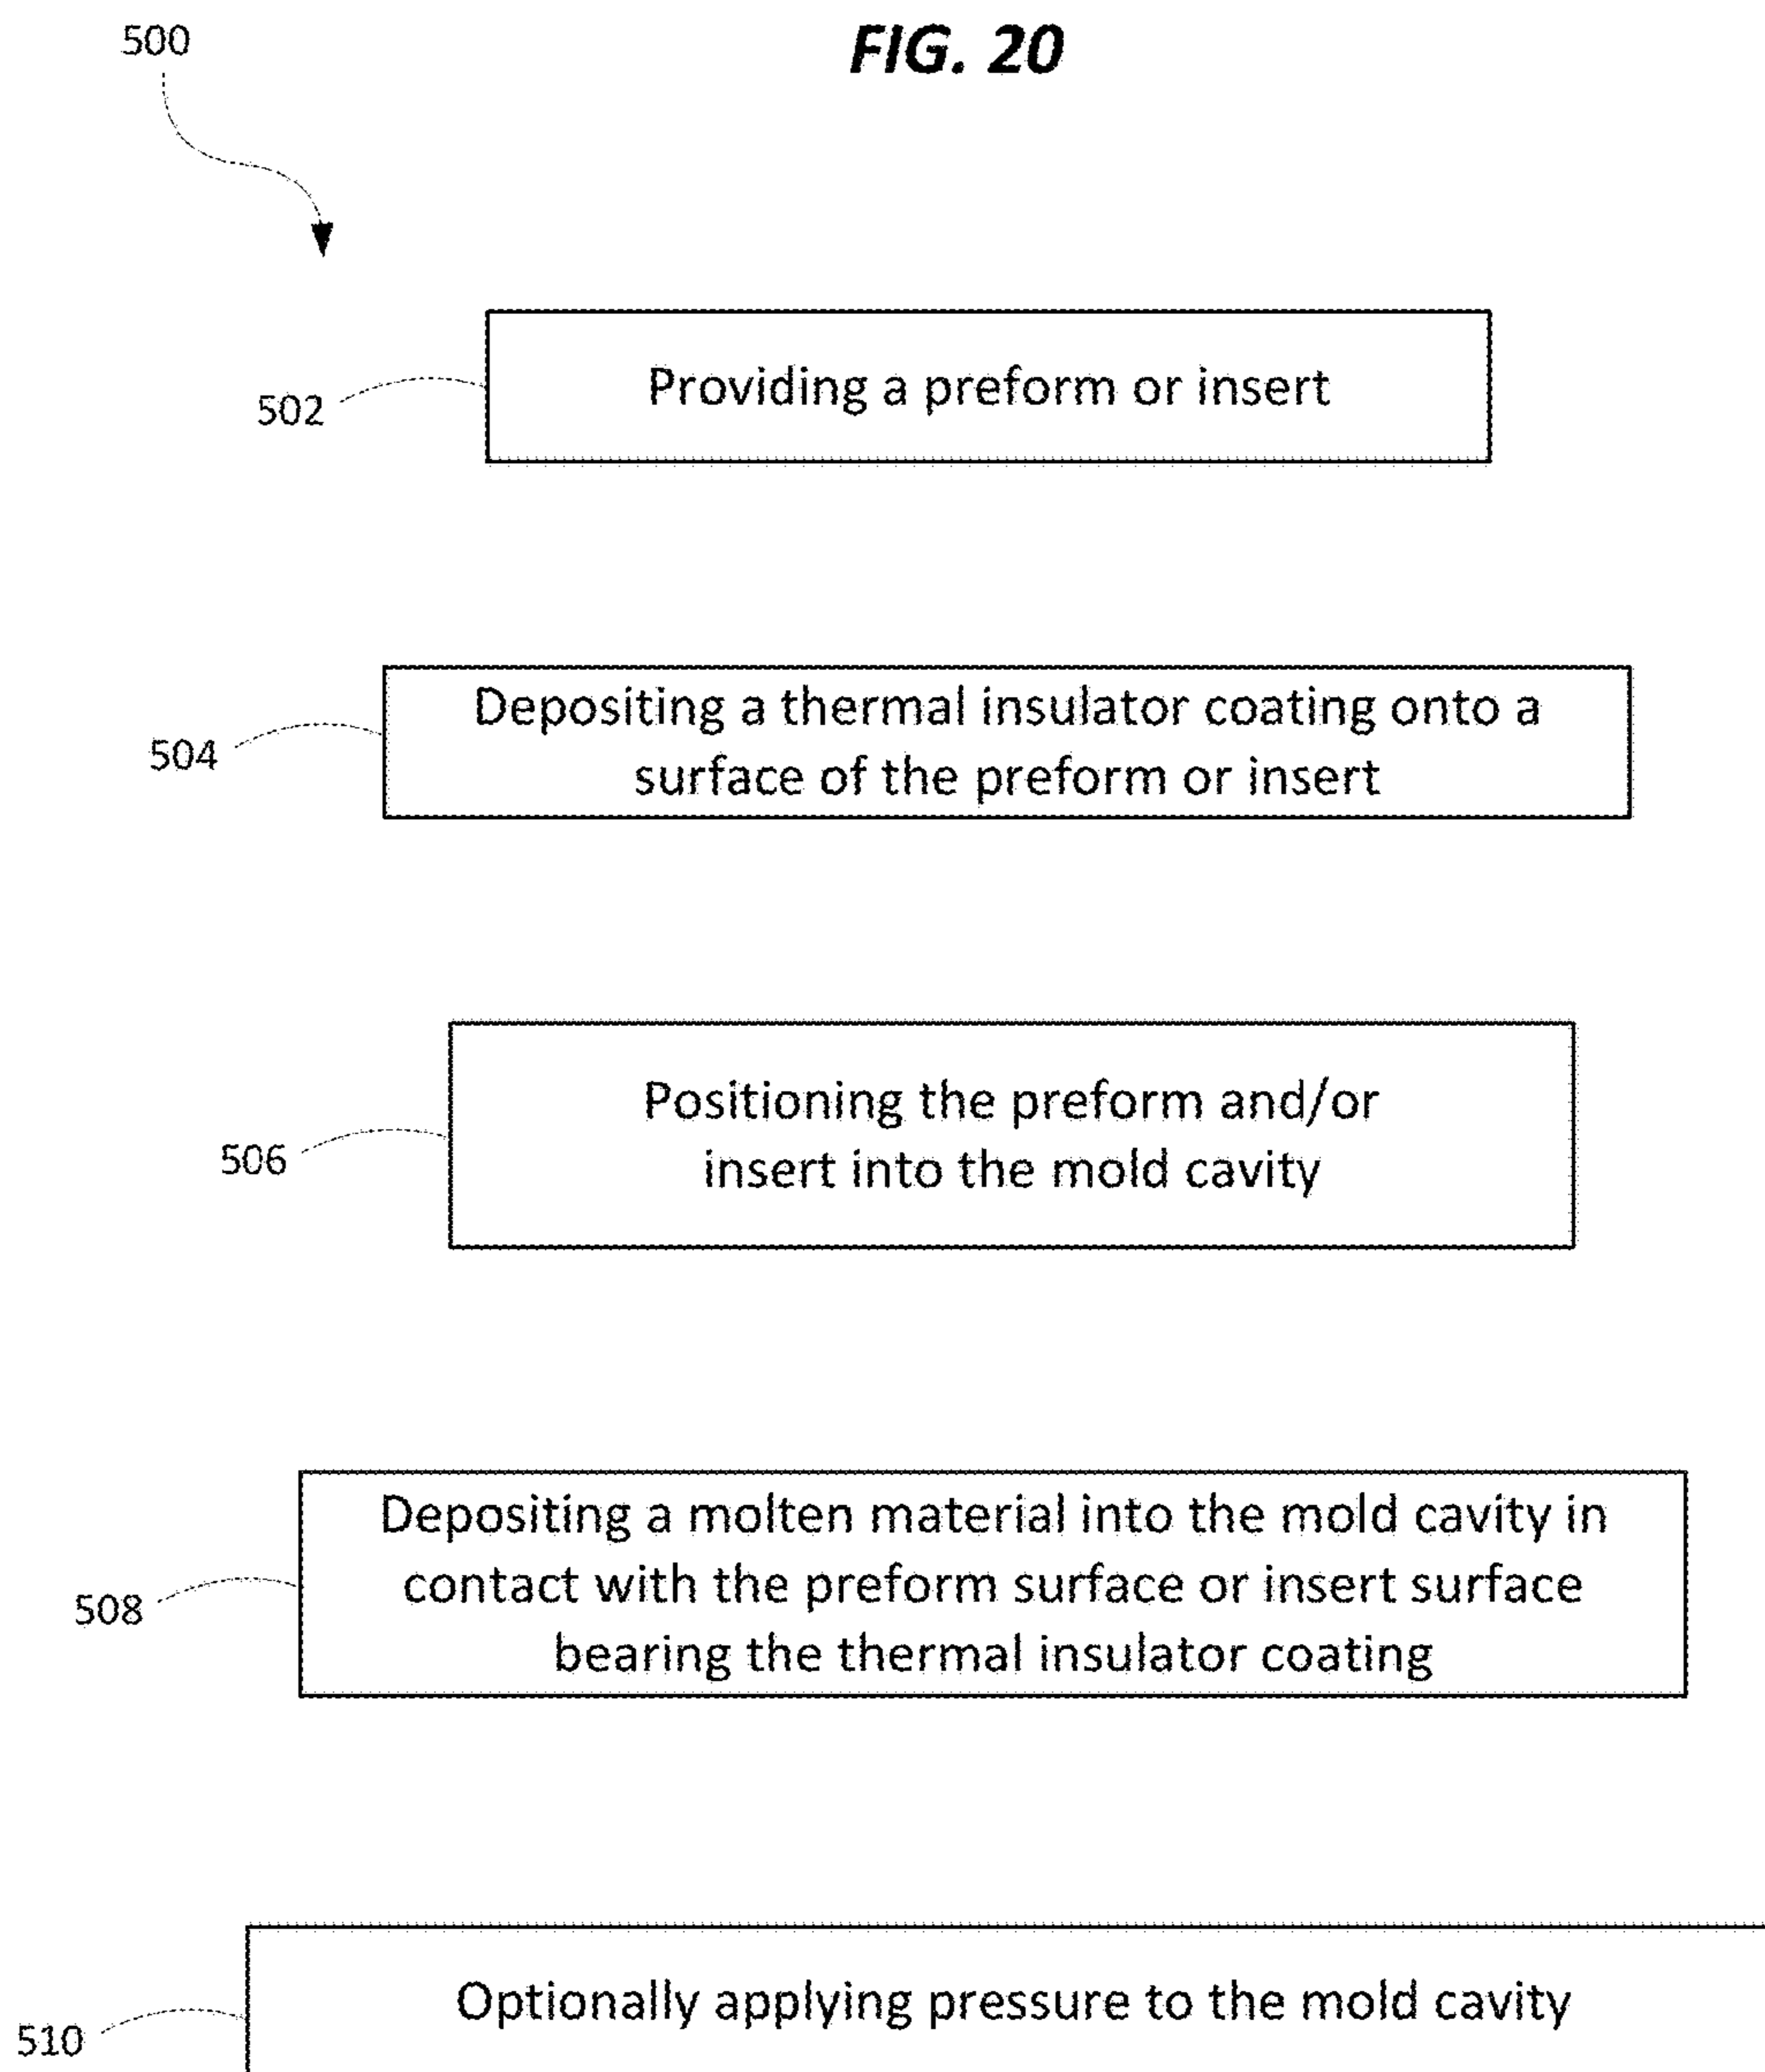 500
FIG. 20
502
Providing a preform or insert
504
Depositing a thermal insulator coating onto a
surface of the preform or insert
506
Positioning the preform and/or
insert into the mold cavity
508
Depositing a molten material into the mold cavity in
contact with the preform surface or insert surface
bearing the thermal insulator coating
510
Optionally applying pressure to the mold cavity